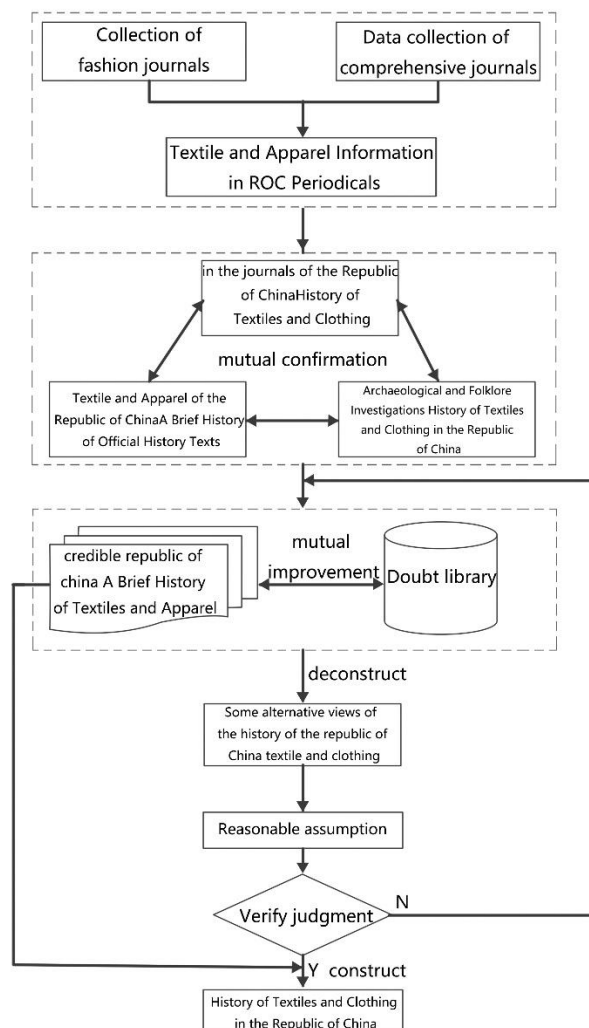 Collection of
fashion journals
Data collection of
comprehensive journals
Textile and Apparel Information
in ROC Periodicals
in the journals of the Republic
of ChinaHistory of
Textiles and Clothing
mutual confirmation
Textile and Apparel of the
Republic of ChinaA Brief History
of Official History Texts
Archaeological and Folklore
Investigations History of Textiles
and Clothing in the Republic
of China
credible republic of
china A Brief History
of Textiles and Apparel
mutual
improvement
Doubt library
deconstruct
Some alternative views of
the history of the republic of
China textile and clothing
Reasonable assumption
Verify judgment
N
Y construct
History of Textiles and Clothing
in the Republic of China